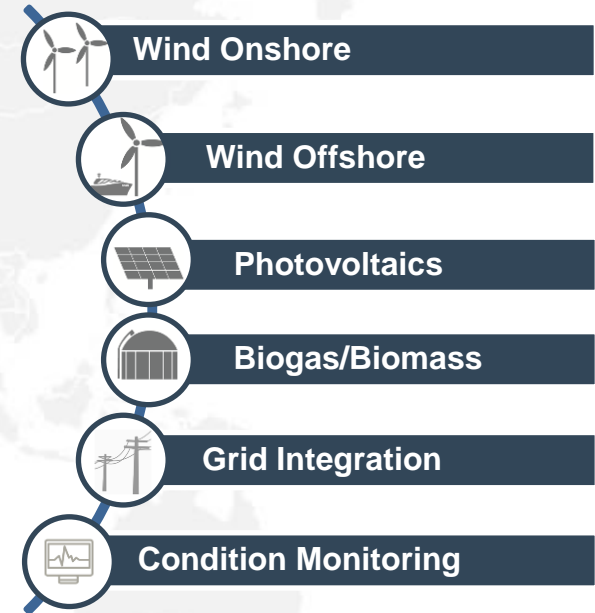 Wind Onshore
Wind Offshore
Photovoltaics
Biogas/Biomass
Grid Integration
Condition Monitoring